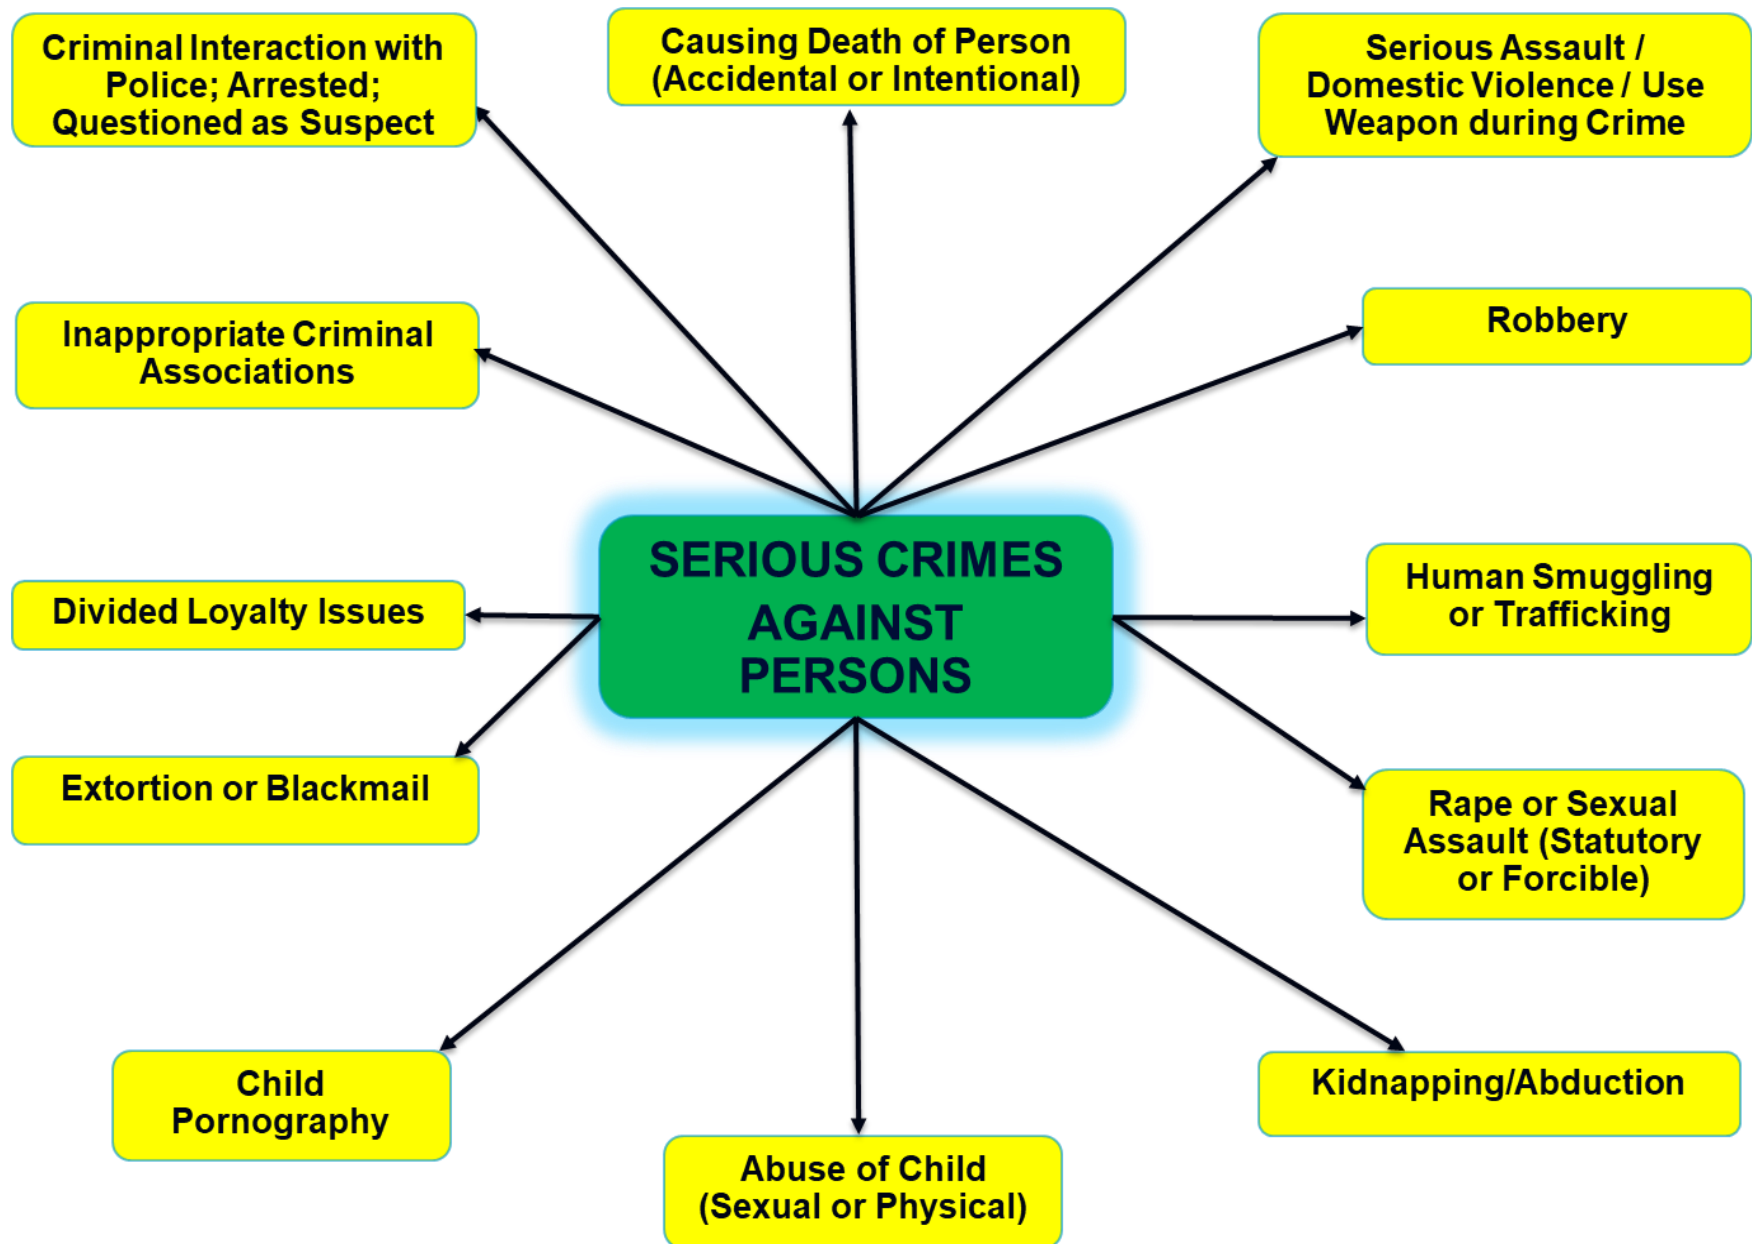 Criminal Interaction with
Police; Arrested;
Questioned as Suspect
Causing Death of Person
(Accidental or Intentional)
Serious Assault /
Domestic Violence / Use
Weapon during Crime
Inappropriate Criminal
Associations
Robbery
SERIOUS CRIMES
AGAINST
PERSONS
Divided Loyalty Issues
Human Smuggling
or Trafficking
Extortion or Blackmail
Rape or Sexual
Assault (Statutory
or Forcible)
Child
Pornography
Abuse of Child
(Sexual or Physical)
Kidnapping/Abduction